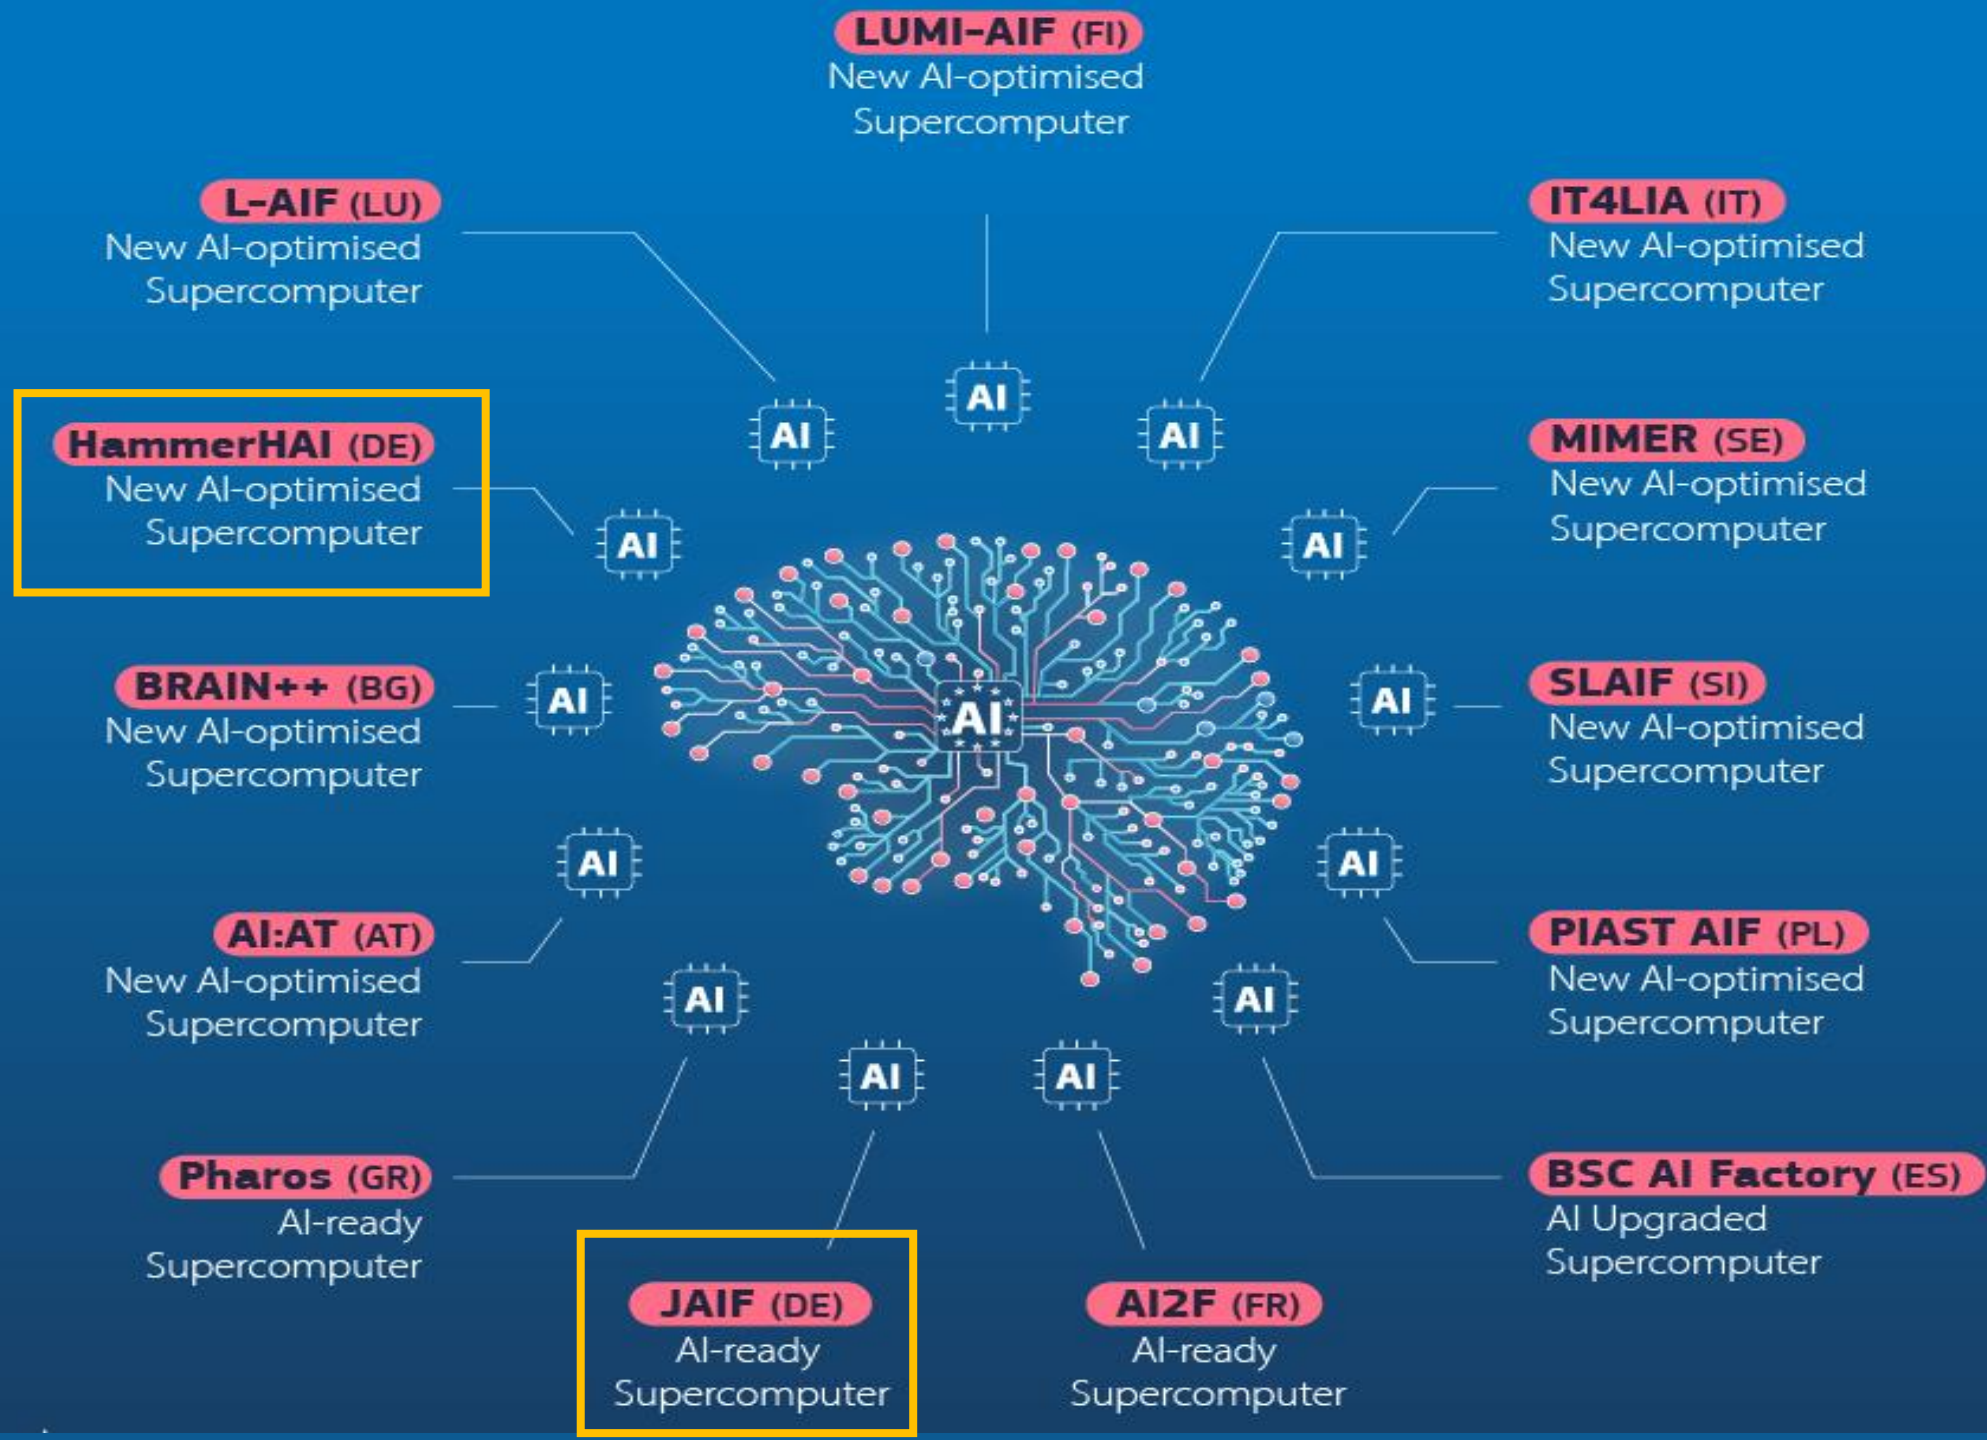 LUMI-AIF (FI)
New AI-optimised
Supercomputer
L-AIF (LU)
New AI-optimised
Supercomputer
IT4LIA (IT)
New AI-optimised
Supercomputer
HammerHAI (DE)
New AI-optimised
Supercomputer
MIMER (SE)
New AI-optimised
Supercomputer
BRAIN++ (BG)
New AI-optimised
Supercomputer
SLAIF (SI)
New AI-optimised
Supercomputer
AI:AT (AT)
New AI-optimised
Supercomputer
PIAST AIF (PL)
New AI-optimised
Supercomputer
Pharos (GR)
AI-ready
Supercomputer
BSC AI Factory (ES)
AI Upgraded
Supercomputer
JAIF (DE)
AI-ready
Supercomputer
AI2F (FR)
AI-ready
Supercomputer
AI
AI
AI
AI
AI
AI
AI
AI
AI
AI
AI
AI
AI
AI